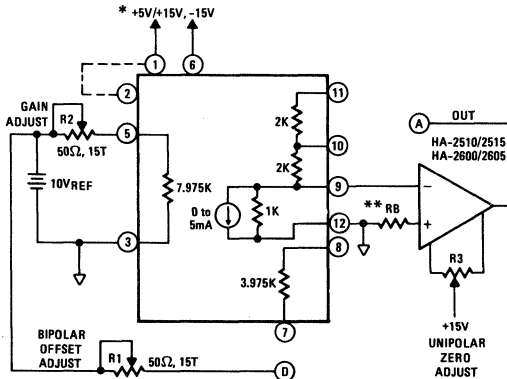 * +5V/+15V, -15V
1
6
2
11
GAIN
ADJUST
R2
50Ω, 15T
5
2K
10
A
OUT
HA-2510/2515
HA-2600/2605
2K
10VREF
7.975K
9
−
0 to
5mA
1K
12
** RB
+
3
8
R3
3.975K
7
+15V
UNIPOLAR
ZERO
ADJUST
BIPOLAR
OFFSET
ADJUST
R1
50Ω, 15T
D